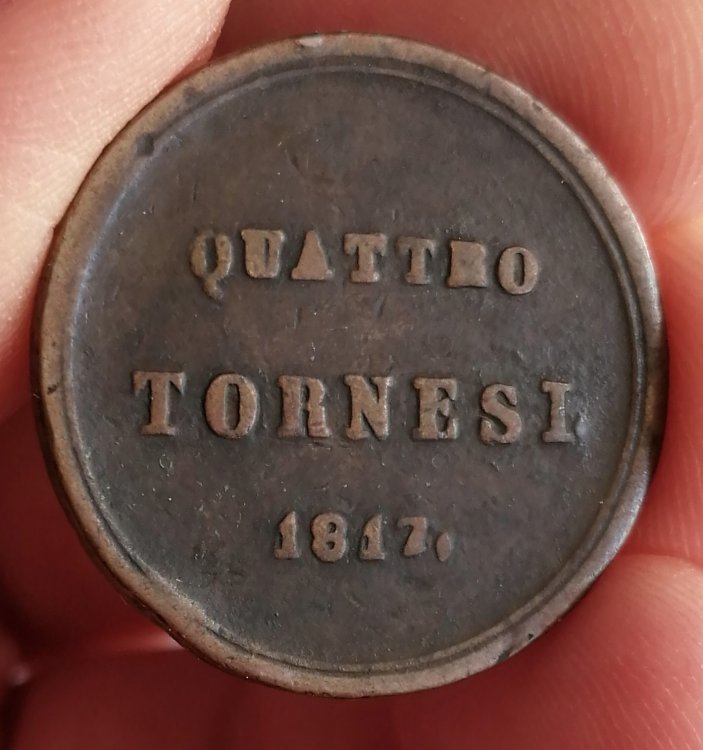 QUATTRO
TORNESI
1817,